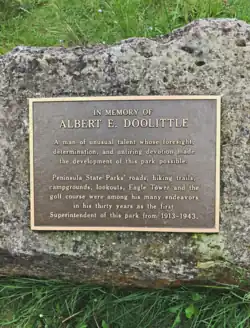 IN MEMORY OF
ALBERT E. DOOLITTLE
A man of unusual talent whose foresight,
determination, and untiring devotion made
the development of this park possible.
Peninsula State Parks' roads, hiking trails,
campgrounds, lookouts, Eagle Tower and the
golf course were among his many endeavors
in his thirty years as the first
Superintendent of this park from 1913-1943.